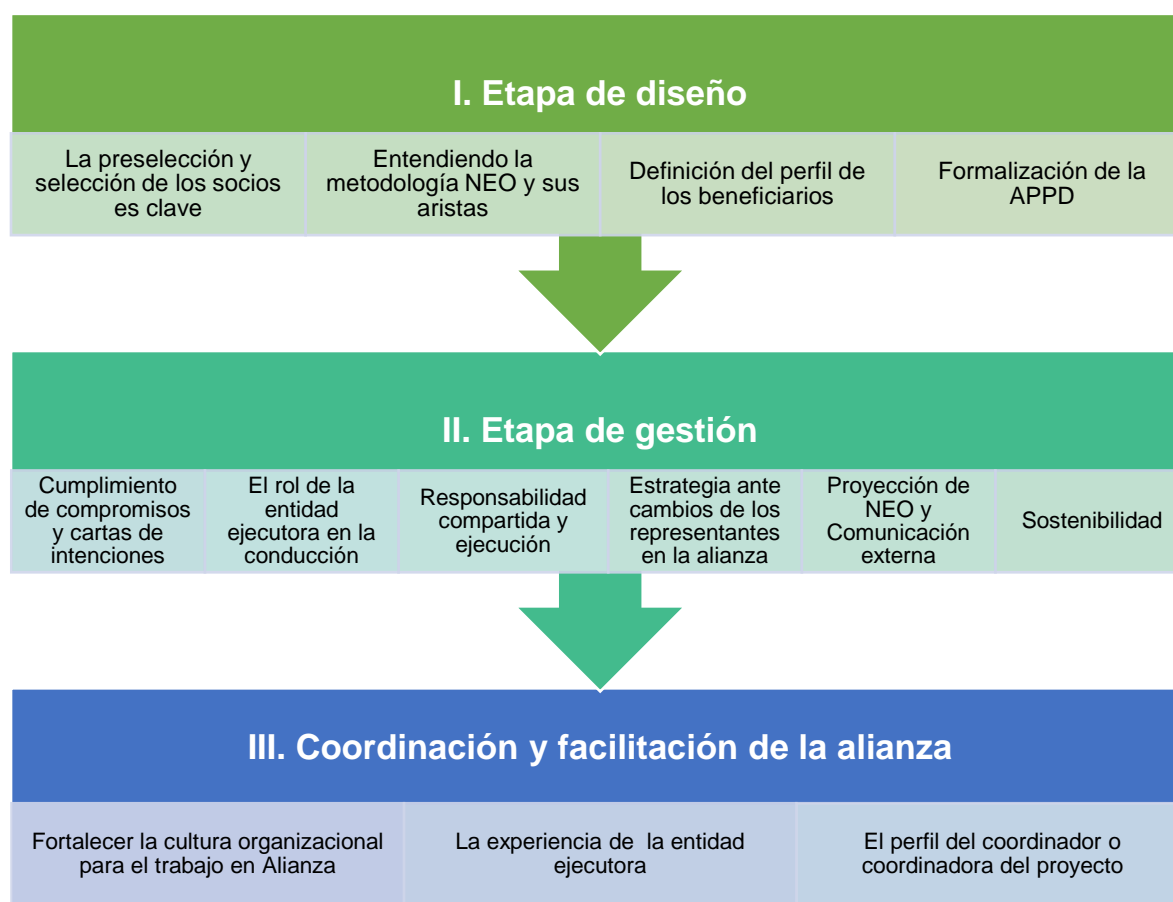 I. Etapa de diseño
La preselección y
selección de los socios
es clave
Entendiendo la
metodología NEO y sus
aristas
Definición del perfil de
los beneficiarios
Formalización de la
APPD
II. Etapa de gestión
Cumplimiento
de compromisos
y cartas de
intenciones
El rol de la
entidad
ejecutora en la
conducción
Responsabilidad
compartida y
ejecución
Estrategia ante
cambios de los
representantes
en la alianza
Proyección de
NEO y
Comunicación
externa
Sostenibilidad
III. Coordinación y facilitación de la alianza
Fortalecer la cultura organizacional
para el trabajo en Alianza
La experiencia de la entidad
ejecutora
El perfil del coordinador o
coordinadora del proyecto